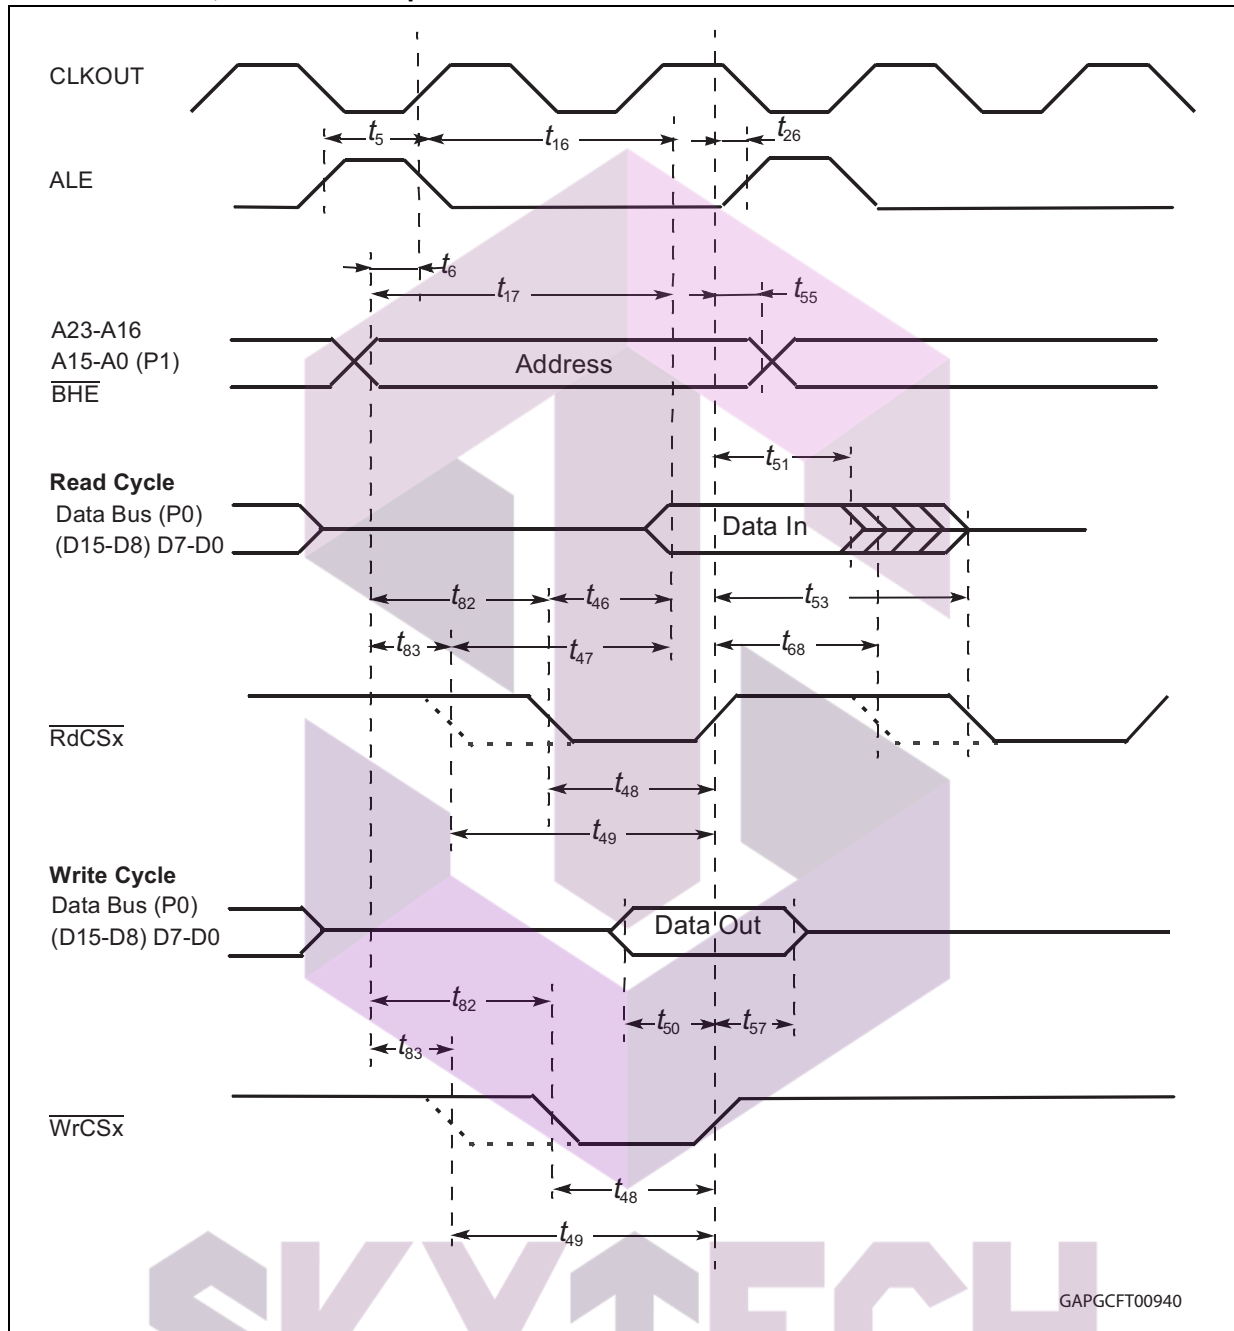 CLKOUT
t5
t16
t26
ALE
t6
t17
t55
A23-A16
A15-A0 (P1)
Address
BHE
t51
Read Cycle
Data Bus (P0)
Data In
(D15-D8) D7-D0
t82
t46
t53
t83
t47
t68
RdCSx
t48
t49
Write Cycle
Data Bus (P0)
Data Out
(D15-D8) D7-D0
t82
t50
t57
t83
WrCSx
t48
t49
SKYTECH
GAPGCFT00940